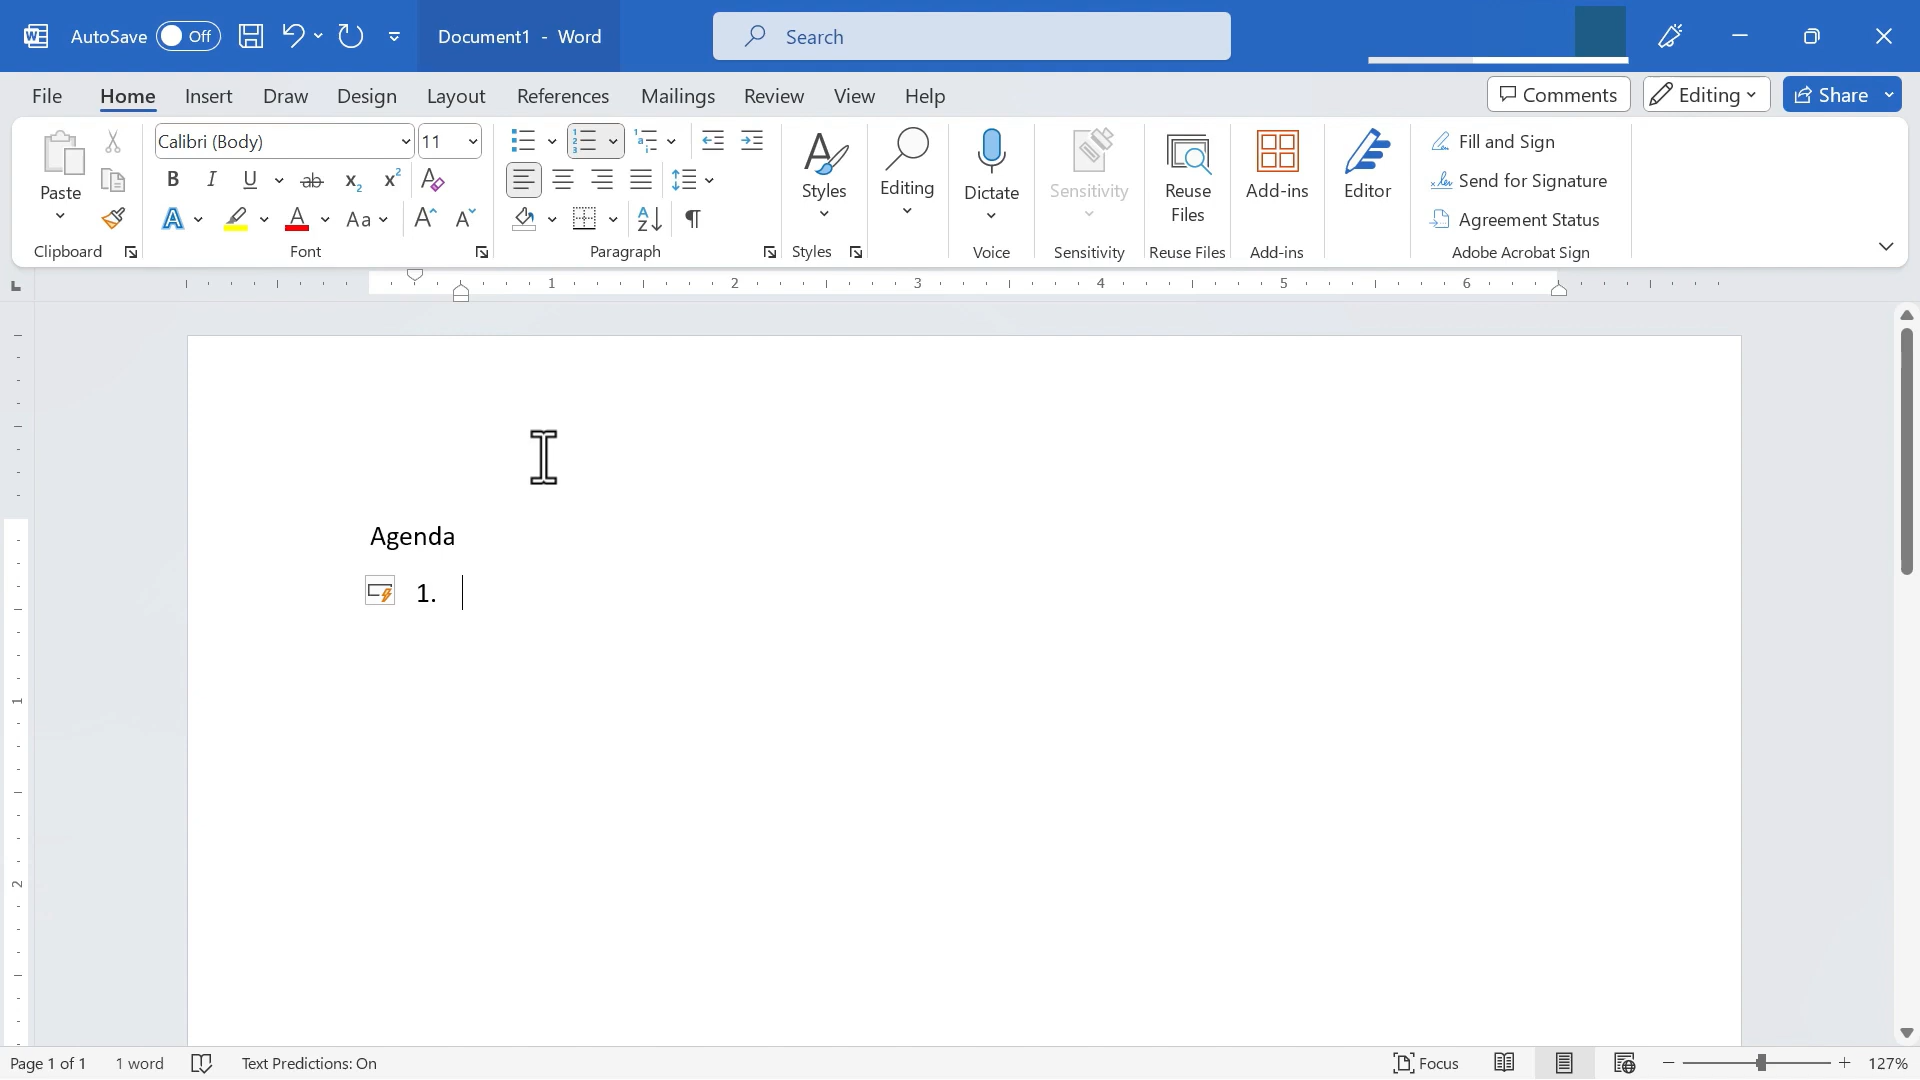 AutoSave Off Document1 - Word Search
File Home Insert Draw Design Layout References Mailings Review View Help Comments Editing Share
Calibri (Body) 11
Paste
Styles
Editing
Dictate
Sensitivity
Reuse
Files
Add-ins
Editor
Fill and Sign
Send for Signature
Agreement Status
Clipboard Font Paragraph Styles Voice Sensitivity Reuse Files Add-ins Adobe Acrobat Sign
1 2 3 4 5 6
Agenda
1.
1
2
Page 1 of 1 1 word Text Predictions: On Focus 127%